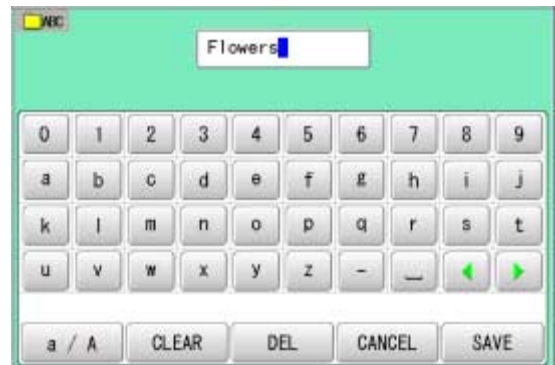 ABC
Flowers
0 1 2 3 4 5 6 7 8 9
a b c d e f g h i j
k l m n o p q r s t
u v w x y z - _
a / A CLEAR DEL CANCEL SAVE